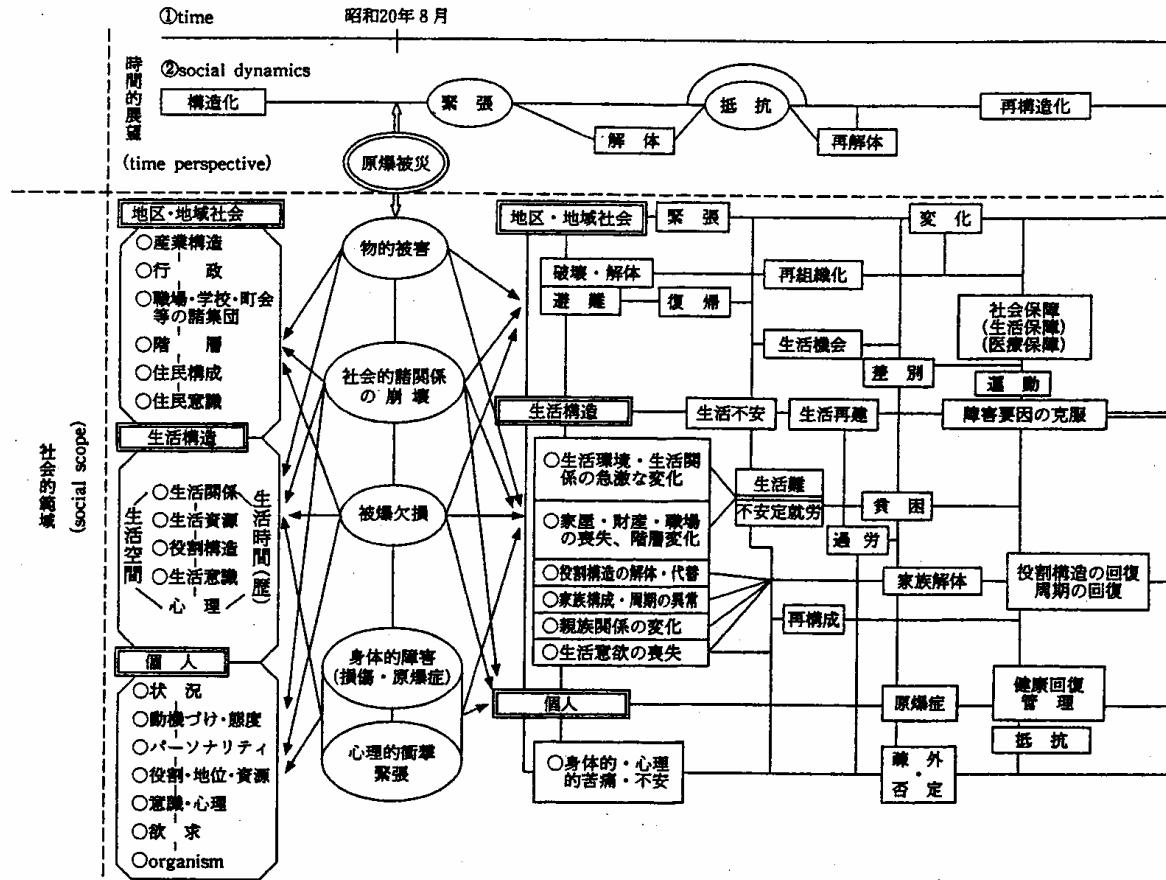 ①time
昭和20年8月
時間的展望
(time perspective)
②social dynamics
構造化
緊張
解体
抵抗
再解体
再構造化
原爆被災
社会的範域
(social scope)
地区・地域社会
○産業構造
○行政
○職場・学校・町会
等の諸集団
○階層
○住民構成
○住民意識
生活構造
生活空間
○生活関係
○生活資源
○役割構造
○生活意識
心理
生活時間(歴)
個人
○状況
○動機づけ・態度
○パーソナリティ
○役割・地位・資源
○意識・心理
○欲求
○organism
物的被害
社会的諸関係
の崩壊
被爆欠損
身体的障害
(損傷・原爆症)
心理的衝撃
緊張
地区・地域社会
緊張
変化
破壊・解体
再組織化
避難
復帰
社会保障
(生活保障)
(医療保障)
生活機会
差別
運動
生活構造
生活不安
生活再建
障害要因の克服
○生活環境・生活関
係の急激な変化
生活難
不安定就労
貧困
○家屋・財産・職場
の喪失、階層変化
過労
○役割構造の解体・代替
家族解体
役割構造の回復
周期の回復
○家族構成・周期の異常
○親族関係の変化
再構成
○生活意欲の喪失
個人
原爆症
健康回復
管理
抵抗
○身体的・心理
的苦痛・不安
疎外
・
否定